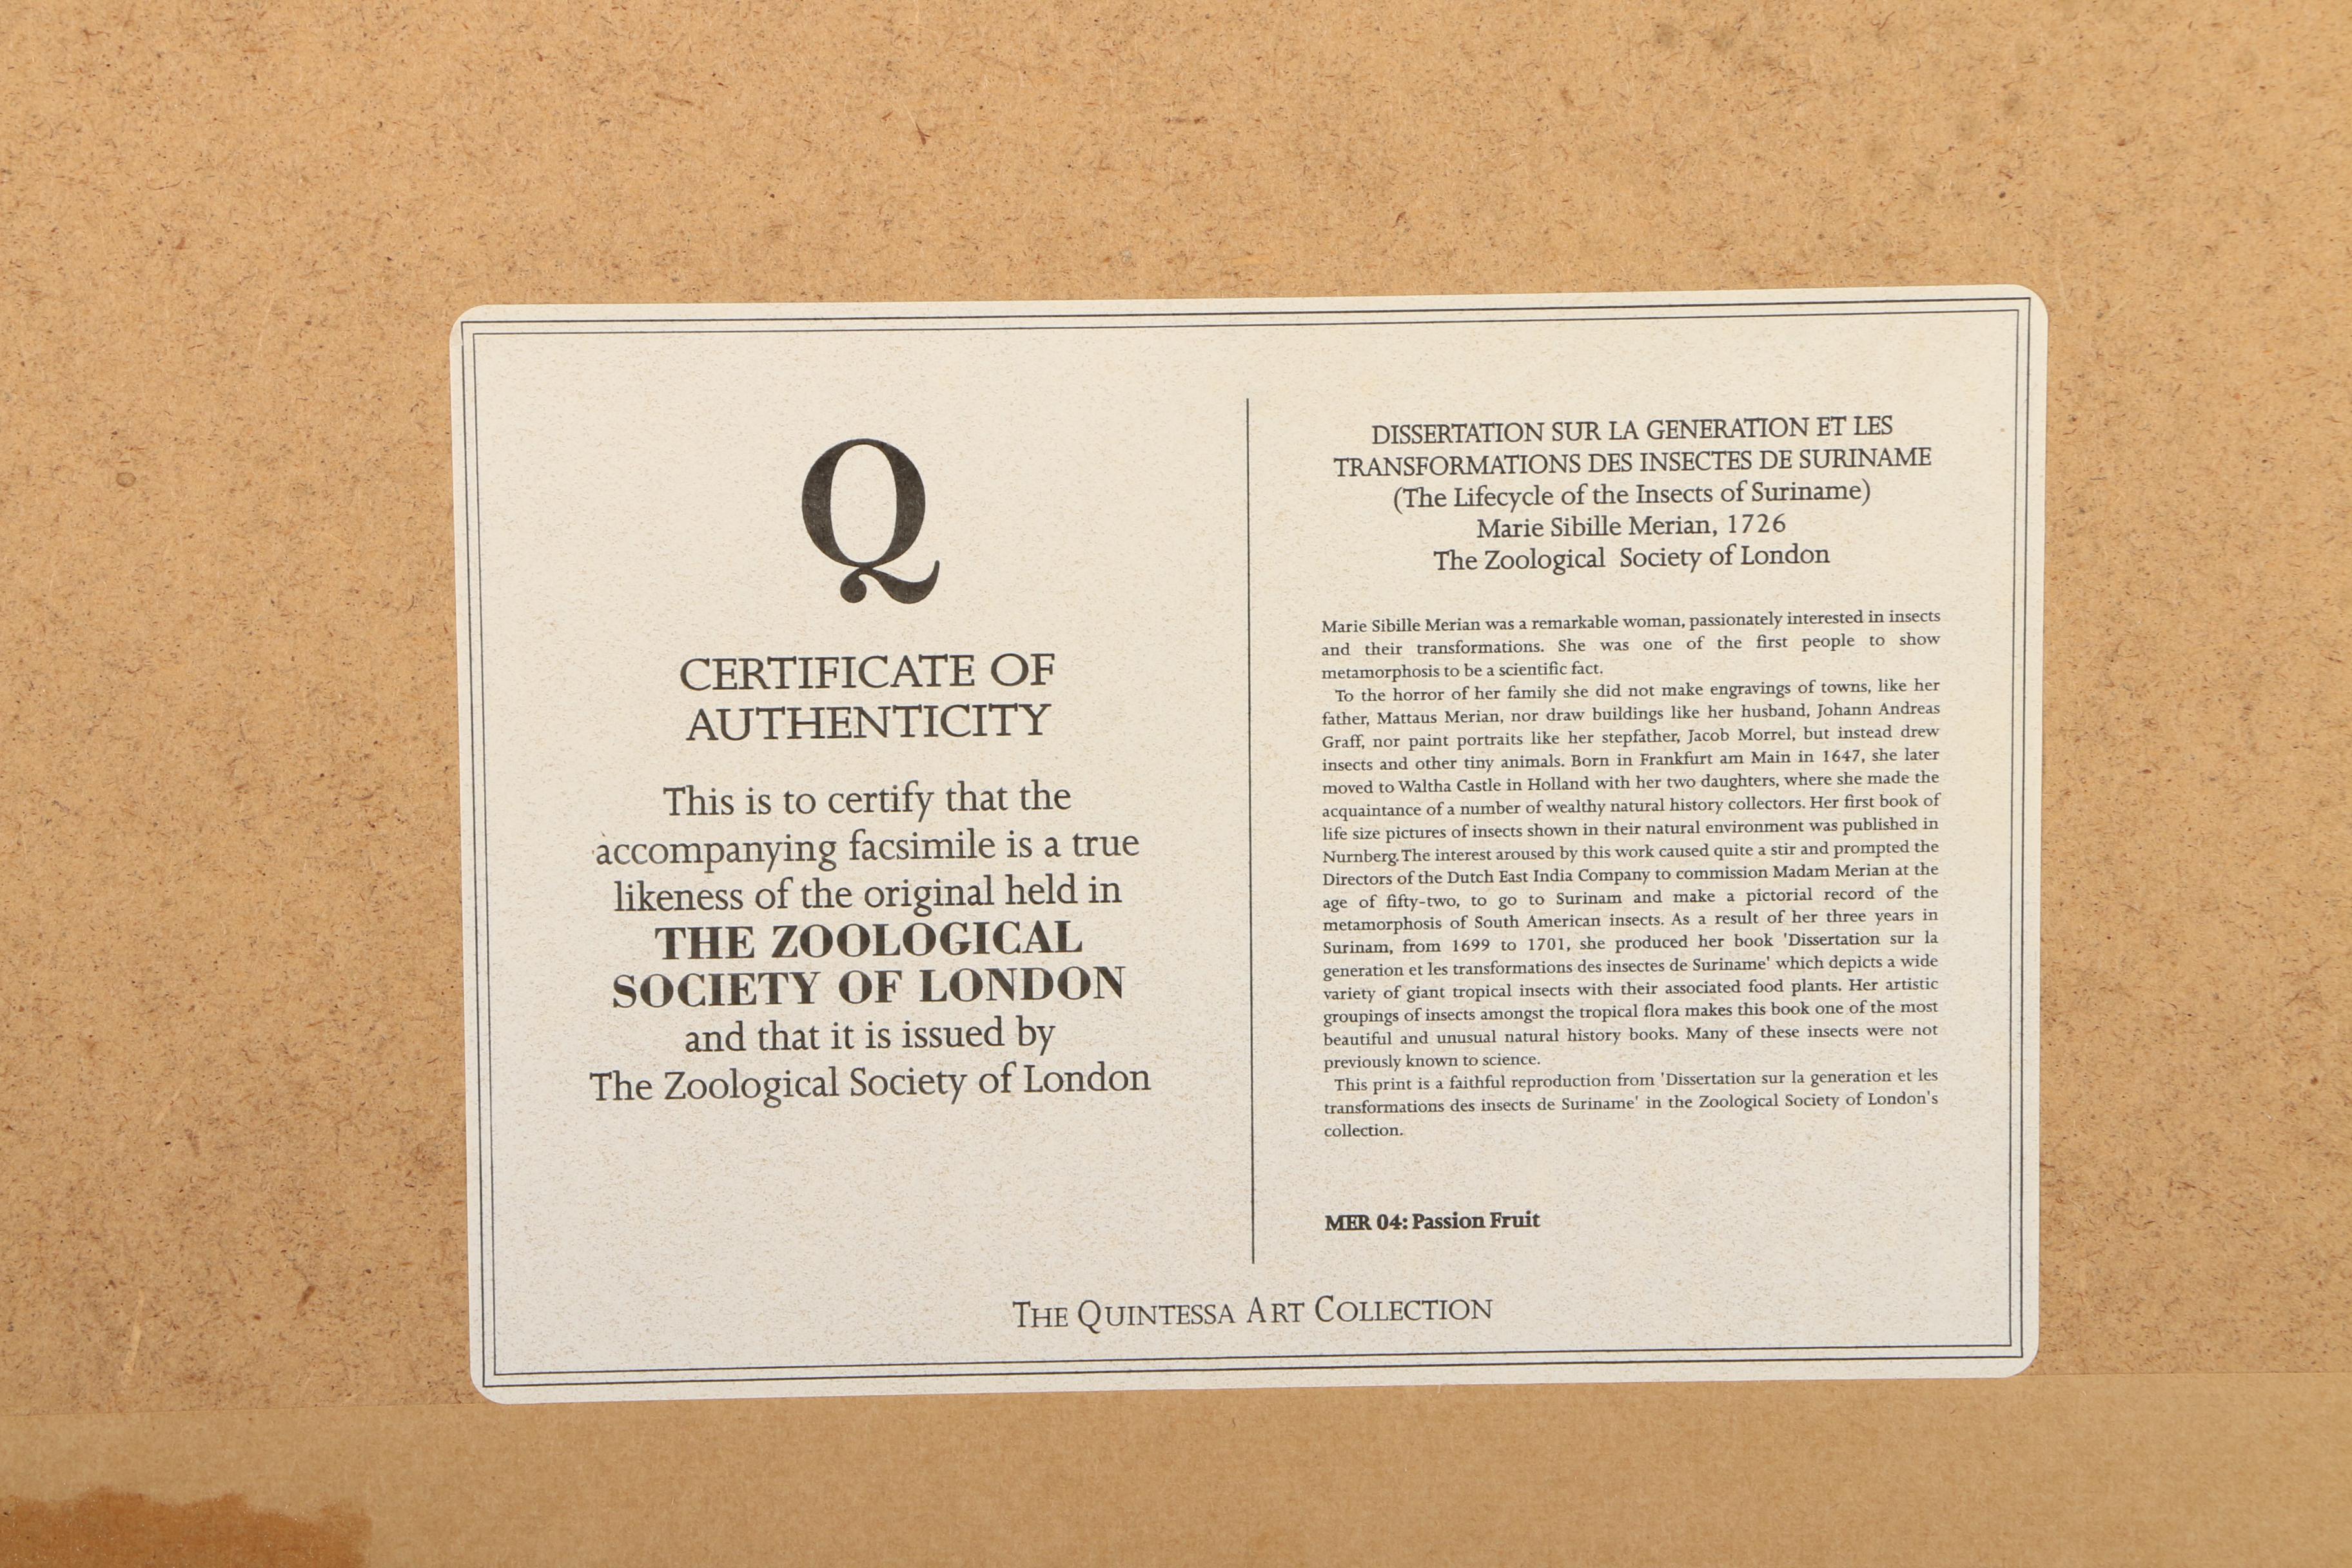 Q
CERTIFICATE OF
AUTHENTICITY
This is to certify that the
accompanying facsimile is a true
likeness of the original held in
THE ZOOLOGICAL
SOCIETY OF LONDON
and that it is issued by
The Zoological Society of London
DISSERTATION SUR LA GENERATION ET LES
TRANSFORMATIONS DES INSECTES DE SURINAME
(The Lifecycle of the Insects of Suriname)
Marie Sibille Merian, 1726
The Zoological Society of London
Marie Sibille Merian was a remarkable woman, passionately interested in insects
and their transformations. She was one of the first people to show
metamorphosis to be a scientific fact.
To the horror of her family she did not make engravings of towns, like her
father, Mattaus Merian, nor draw buildings like her husband, Johann Andreas
Graff, nor paint portraits like her stepfather, Jacob Morrel, but instead drew
insects and other tiny animals. Born in Frankfurt am Main in 1647, she later
moved to Waltha Castle in Holland with her two daughters, where she made the
acquaintance of a number of wealthy natural history collectors. Her first book of
life size pictures of insects shown in their natural environment was published in
Nurnberg. The interest aroused by this work caused quite a stir and prompted the
Directors of the Dutch East India Company to commission Madam Merian at the
age of fifty-two, to go to Surinam and make a pictorial record of the
metamorphosis of South American insects. As a result of her three years in
Surinam, from 1699 to 1701, she produced her book 'Dissertation sur la
generation et les transformations des insectes de Suriname' which depicts a wide
variety of giant tropical insects with their associated food plants. Her artistic
groupings of insects amongst the tropical flora makes this book one of the most
beautiful and unusual natural history books. Many of these insects were not
previously known to science.
This print is a faithful reproduction from 'Dissertation sur la generation et les
transformations des insects de Suriname' in the Zoological Society of London's
collection.
MER 04: Passion Fruit
THE QUINTESSA ART COLLECTION